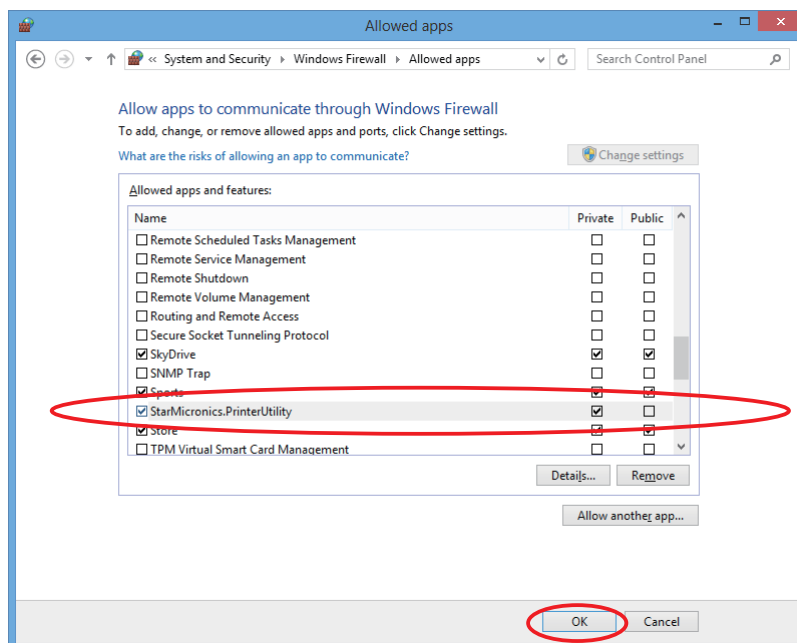 Allowed apps
« System and Security Windows Firewall Allowed apps Search Control Panel
Allow apps to communicate through Windows Firewall
To add, change, or remove allowed apps and ports, click Change settings.
What are the risks of allowing an app to communicate? Change settings
Allowed apps and features:
Name Private Public
Remote Scheduled Tasks Management
Remote Service Management
Remote Shutdown
Remote Volume Management
Routing and Remote Access
Secure Socket Tunneling Protocol
SkyDrive
SNMP Trap
Sports
StarMicronics.PrinterUtility
Store
TPM Virtual Smart Card Management
Details... Remove
Allow another app...
OK Cancel